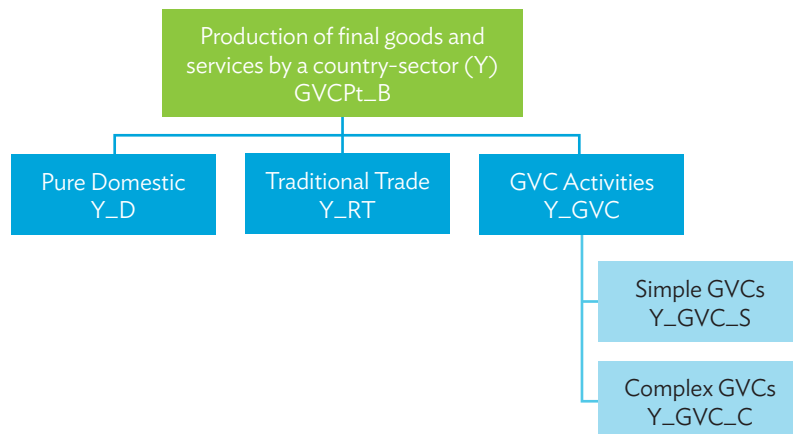 Production of final goods and
services by a country-sector (Y)
GVCPt_B
Pure Domestic
Y_D
Traditional Trade
Y_RT
GVC Activities
Y_GVC
Simple GVCs
Y_GVC_S
Complex GVCs
Y_GVC_C